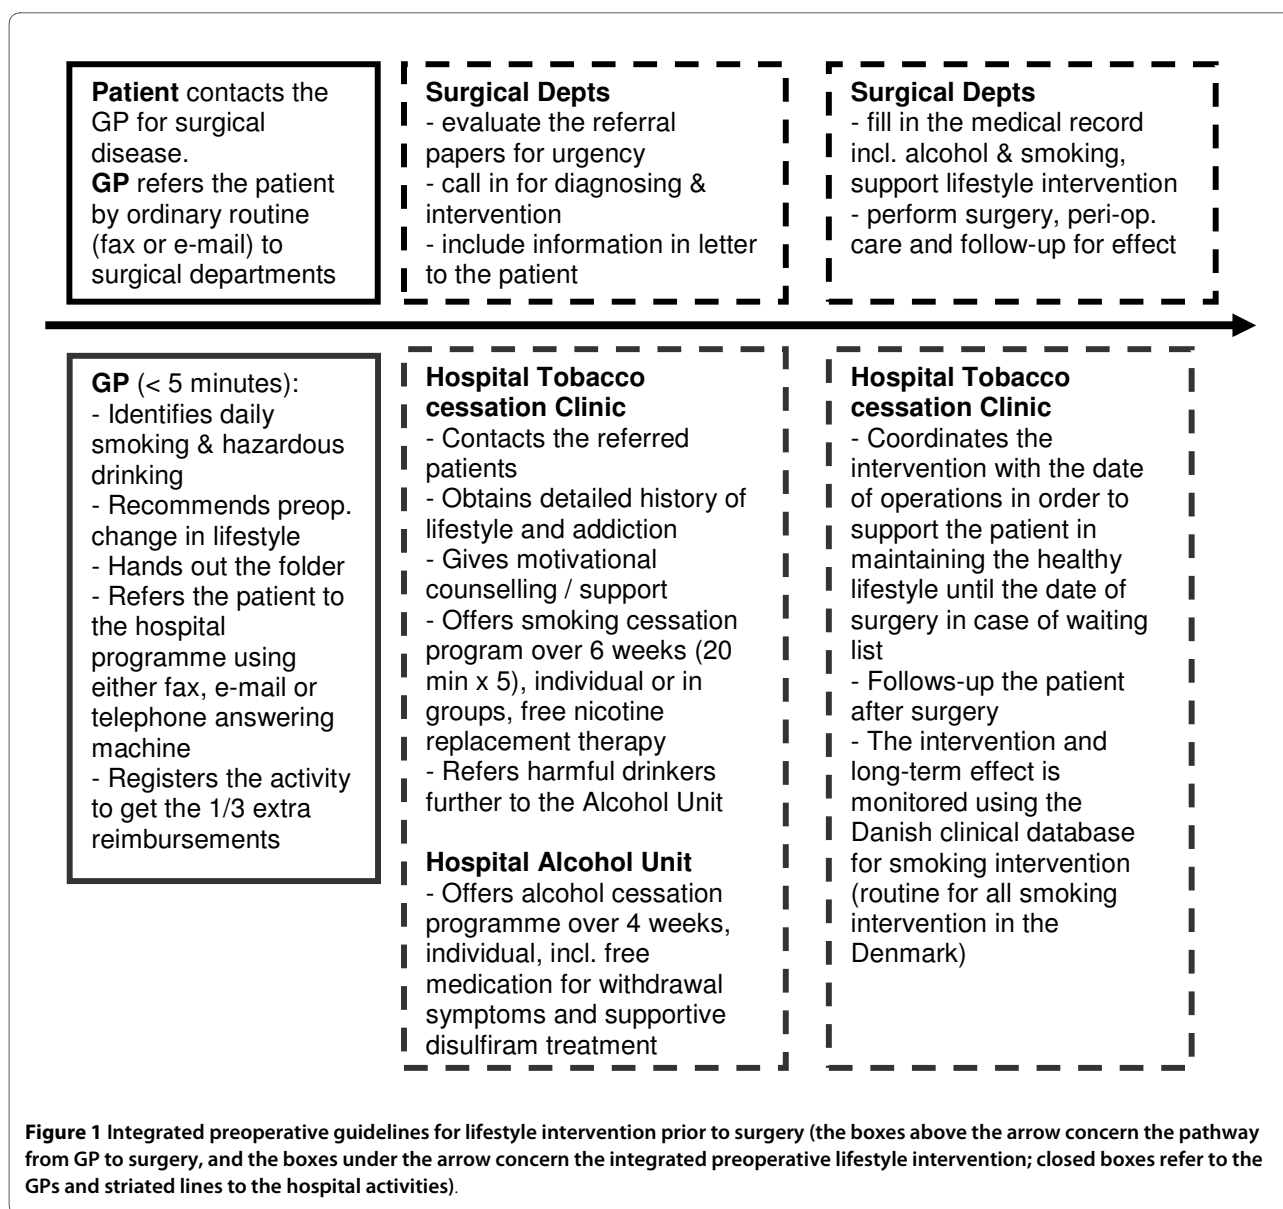 Patient contacts the
GP for surgical
disease.
GP refers the patient
by ordinary routine
(fax or e-mail) to
surgical departments
Surgical Depts
- evaluate the referral
papers for urgency
- call in for diagnosing &
intervention
- include information in letter
to the patient
Surgical Depts
- fill in the medical record
incl. alcohol & smoking,
support lifestyle intervention
- perform surgery, peri-op.
care and follow-up for effect
GP (< 5 minutes):
- Identifies daily
smoking & hazardous
drinking
- Recommends preop.
change in lifestyle
- Hands out the folder
- Refers the patient to
the hospital
programme using
either fax, e-mail or
telephone answering
machine
- Registers the activity
to get the 1/3 extra
reimbursements
Hospital Tobacco
cessation Clinic
- Contacts the referred
patients
- Obtains detailed history of
lifestyle and addiction
- Gives motivational
counselling / support
- Offers smoking cessation
program over 6 weeks (20
min x 5), individual or in
groups, free nicotine
replacement therapy
- Refers harmful drinkers
further to the Alcohol Unit
Hospital Alcohol Unit
- Offers alcohol cessation
programme over 4 weeks,
individual, incl. free
medication for withdrawal
symptoms and supportive
disulfiram treatment
Hospital Tobacco
cessation Clinic
- Coordinates the
intervention with the date
of operations in order to
support the patient in
maintaining the healthy
lifestyle until the date of
surgery in case of waiting
list
- Follows-up the patient
after surgery
- The intervention and
long-term effect is
monitored using the
Danish clinical database
for smoking intervention
(routine for all smoking
intervention in the
Denmark)
Figure 1 Integrated preoperative guidelines for lifestyle intervention prior to surgery (the boxes above the arrow concern the pathway
from GP to surgery, and the boxes under the arrow concern the integrated preoperative lifestyle intervention; closed boxes refer to the
GPs and striated lines to the hospital activities).